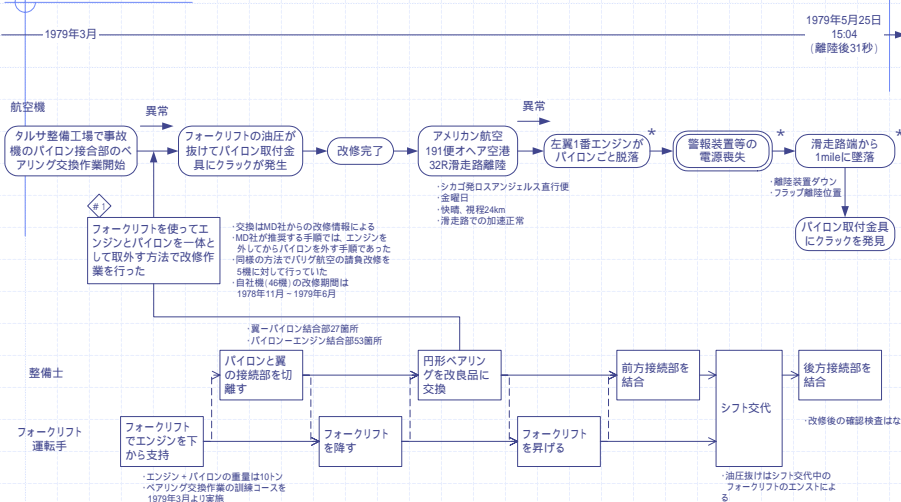 1979年3月
1979年5月25日
15:04
(離陸後31秒)
航空機
異常
異常
タルサ整備工場で事故
機のパイロン接合部のベ
アリング交換作業開始
フォークリフトの油圧が
抜けてパイロン取付金
具にクラックが発生
改修完了
アメリカン航空
191便オヘア空港
32R滑走路離陸
左翼1番エンジンが
パイロンごと脱落
*
警報装置等の
電源喪失
*
滑走路端から
1mileに墜落
*
・シカゴ発ロスアンジェルス直行便
・金曜日
・快晴, 視程24km
・滑走路での加速正常
・離陸装置ダウン
・フラップ離陸位置
パイロン取付金具
にクラックを発見
#1
フォークリフトを使ってエ
ンジンとパイロンを一体と
して取外す方法で改修作
業を行った
・交換はMD社からの改修情報による
・MD社が推奨する手順では, エンジンを
外してからパイロンを外す手順であった
・同様の方法でバリグ航空の請負改修を
5機に対して行っていた
・自社機(46機)の改修期間は
1978年11月－1979年6月
・翼ーパイロン結合部27箇所
・パイロンーエンジン結合部53箇所
整備士
パイロンと翼
の接続部を切
離す
円形ベアリン
グを改良品に
交換
前方接続部を
結合
シフト交代
後方接続部を
結合
・改修後の確認検査はな
フォークリフト
運転手
フォークリフト
でエンジンを下
から支持
フォークリフト
を降す
フォークリフト
を昇げる
・エンジン+パイロンの重量は10トン
・ベアリング交換作業の訓練コースを
1979年3月より実施
・油圧抜けはシフト交代中の
フォークリフトのエンストによ
る